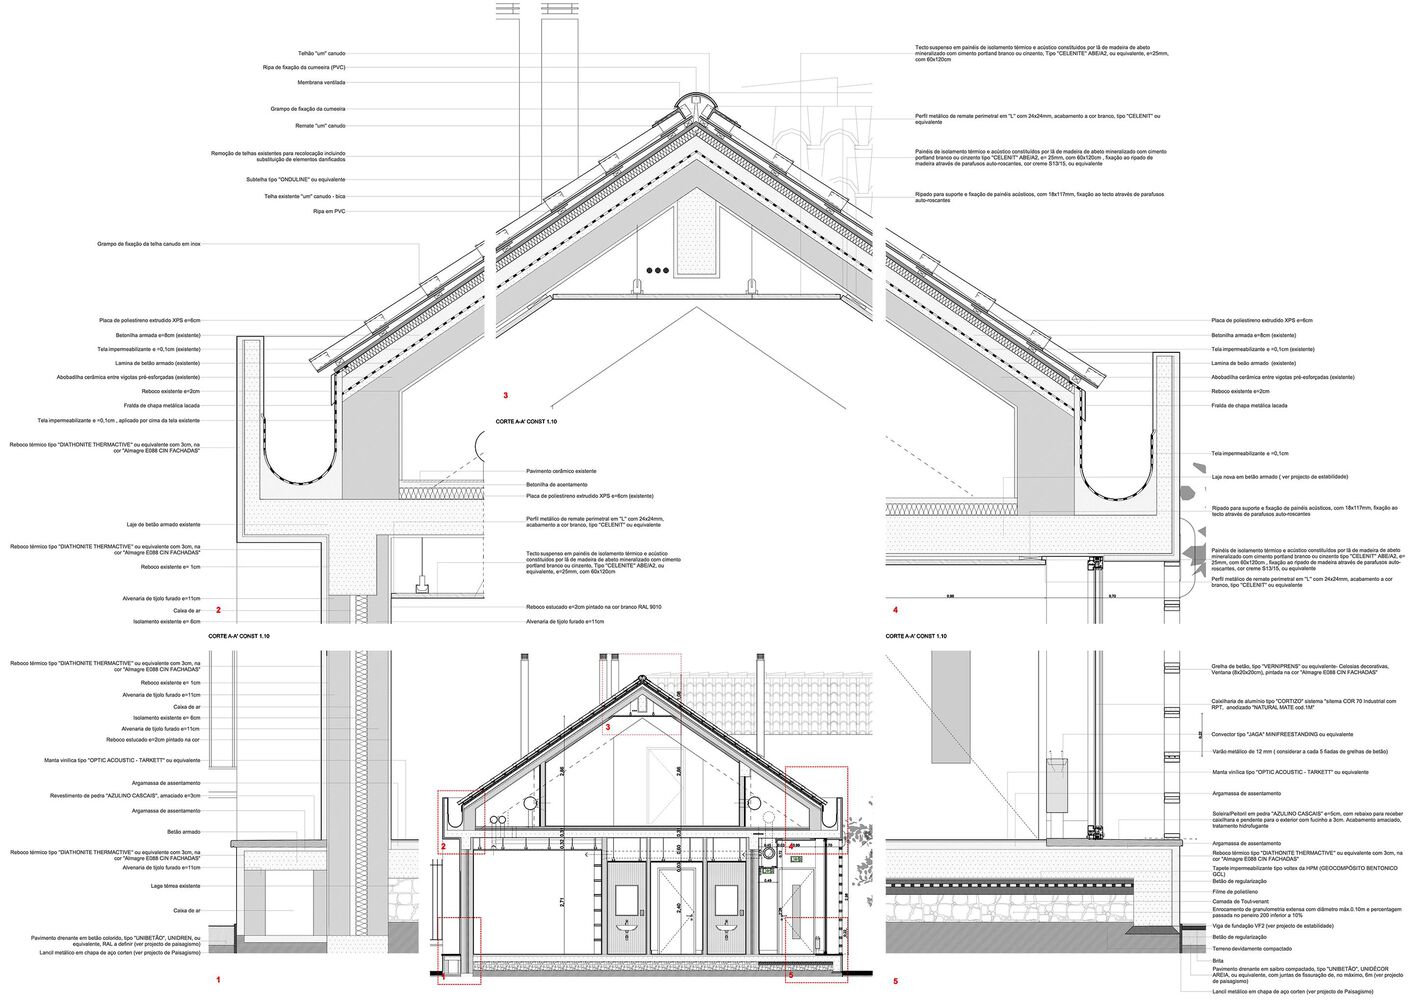 Telhão "um" canudo
Ripa de fixação da cumeeira (PVC)
Membrana ventilada
Grampo de fixação da cumeeira
Remate "um" canudo
Remoção de telhas existentes para recolocação incluindo
substituição de elementos danificados
Subtelha tipo "ONDULINE" ou equivalente
Telha existente "um" canudo - bica
Ripa em PVC
Grampo de fixação da telha canudo em inox
Tecto suspenso em painéis de isolamento térmico e acústico constituídos por lã de madeira de abeto
mineralizado com cimento portland branco ou cinzento, Tipo "CELENITE" ABE/A2, ou equivalente, e=25mm,
com 60x120cm
Perfil metálico de remate perimetral em "L" com 24x24mm, acabamento a cor branco, tipo "CELENIT" ou
equivalente
Painéis de isolamento térmico e acústico constituídos por lã de madeira de abeto mineralizado com cimento
portland branco ou cinzento tipo "CELENIT" ABE/A2, e= 25mm, com 60x120cm , fixação ao ripado de
madeira através de parafusos auto-roscantes, cor creme S13/15, ou equivalente
Ripado para suporte e fixação de painéis acústicos, com 18x117mm, fixação ao tecto através de parafusos
auto-roscantes
Placa de poliestireno extrudido XPS e=6cm
Betonilha armada e=8cm (existente)
Tela impermeabilizante e =0,1cm (existente)
Lamina de betão armado (existente)
Abobadilha cerâmica entre vigotas pré-esforçadas (existente)
Reboco existente e=2cm
Fralda de chapa metálica lacada
Tela impermeabilizante e =0,1cm , aplicado por cima da tela existente
Reboco térmico tipo "DIATHONITE THERMACTIVE" ou equivalente com 3cm, na
cor "Almagre E088 CIN FACHADAS"
Laje de betão armado existente
Reboco térmico tipo "DIATHONITE THERMACTIVE" ou equivalente com 3cm, na
cor "Almagre E088 CIN FACHADAS"
Reboco existente e= 1cm
Alvenaria de tijolo furado e=11cm
Caixa de ar
Isolamento existente e= 6cm
2
CORTE A-A' CONST 1.10
3
CORTE A-A' CONST 1.10
Pavimento cerâmico existente
Betonilha de acentamento
Placa de poliestireno extrudido XPS e=6cm (existente)
Perfil metálico de remate perimetral em "L" com 24x24mm,
acabamento a cor branco, tipo "CELENIT" ou equivalente
Tecto suspenso em painéis de isolamento térmico e acústico
constituídos por lã de madeira de abeto mineralizado com cimento
portland branco ou cinzento, Tipo "CELENITE" ABE/A2, ou
equivalente, e=25mm, com 60x120cm
Reboco estucado e=2cm pintado na cor branco RAL 9010
Alvenaria de tijolo furado e=11cm
Placa de poliestireno extrudido XPS e=6cm
Betonilha armada e=8cm (existente)
Tela impermeabilizante e =0,1cm (existente)
Lamina de betão armado (existente)
Abobadilha cerâmica entre vigotas pré-esforçadas (existente)
Reboco existente e=2cm
Fralda de chapa metálica lacada
Tela impermeabilizante e =0,1cm
Laje nova em betão armado ( ver projecto de estabilidade)
Ripado para suporte e fixação de painéis acústicos, com 18x117mm, fixação ao
tecto através de parafusos auto-roscantes
Painéis de isolamento térmico e acústico constituídos por lã de madeira de abeto
mineralizado com cimento portland branco ou cinzento tipo "CELENIT" ABE/A2, e=
25mm, com 60x120cm , fixação ao ripado de madeira através de parafusos auto-
roscantes, cor creme S13/15, ou equivalente
Perfil metálico de remate perimetral em "L" com 24x24mm, acabamento a cor
branco, tipo "CELENIT" ou equivalente
0,70
4
CORTE A-A' CONST 1.10
Reboco térmico tipo "DIATHONITE THERMACTIVE" ou equivalente com 3cm, na
cor "Almagre E088 CIN FACHADAS"
Reboco existente e= 1cm
Alvenaria de tijolo furado e=11cm
Caixa de ar
Isolamento existente e= 6cm
Alvenaria de tijolo furado e=11cm
Reboco estucado e=2cm pintado na cor
Manta vinílica tipo "OPTIC ACOUSTIC - TARKETT" ou equivalente
Argamassa de assentamento
Revestimento de pedra "AZULINO CASCAIS", amaciado e=3cm
Argamassa de assentamento
Betão armado
Reboco térmico tipo "DIATHONITE THERMACTIVE" ou equivalente com 3cm, na
cor "Almagre E088 CIN FACHADAS"
Alvenaria de tijolo furado e=11cm
Lage térrea existente
Caixa de ar
Pavimento drenante em betão colorido, tipo "UNIBETÃO", UNIDREN, ou
equivalente, RAL a definir (ver projecto de paisagismo)
Lancil metálico em chapa de aço corten (ver projecto de Paisagismo)
1
3
2
4
1
5
2,71
2,40
Grelha de betão, tipo "VERNIPRENS" ou equivalente- Celosias decorativas,
Ventana (8x20x20cm), pintada na cor "Almagre E088 CIN FACHADAS"
Caixilharia de alumínio tipo "CORTIZO" sistema "stema COR 70 Industrial com
RPT, anodizado "NATURAL MATE cod.1M"
Convector tipo "JAGA" MINIFREESTANDING ou equivalente
Varão metálico de 12 mm ( considerar a cada 5 fiadas de grelhas de betão)
Manta vinílica tipo "OPTIC ACOUSTIC - TARKETT" ou equivalente
Argamassa de assentamento
Soleira/Peitoril em pedra "AZULINO CASCAIS" e=5cm, com rebaixo para receber
caixilhara e pendente para o exterior com fucinho a 3cm. Acabamento amaciado,
tratamento hidrofugante
Argamassa de assentamento
Reboco térmico tipo "DIATHONITE THERMACTIVE" ou equivalente com 3cm, na
cor "Almagre E088 CIN FACHADAS"
Tapete impermeabilizante tipo voltex da HPM (GEOCOMPÓSITO BENTONICO
GCL)
Betão de regularização
Filme de polietileno
Camada de Tout-venant
Enrocamento de granulometria extensa com diâmetro máx.0.10m e percentagem
passada no peneiro 200 inferior a 10%
Viga de fundação VF2 (ver projecto de estabilidade)
Betão de regularização
Terreno devidamente compactado
Brita
Pavimento drenante em saibro compactado, tipo "UNIBETÃO", UNIDÉCOR
AREIA, ou equivalente, com juntas de fissuração de, no máximo, 6m (ver projecto
de paisagismo)
Lancil metálico em chapa de aço corten (ver projecto de Paisagismo)
5